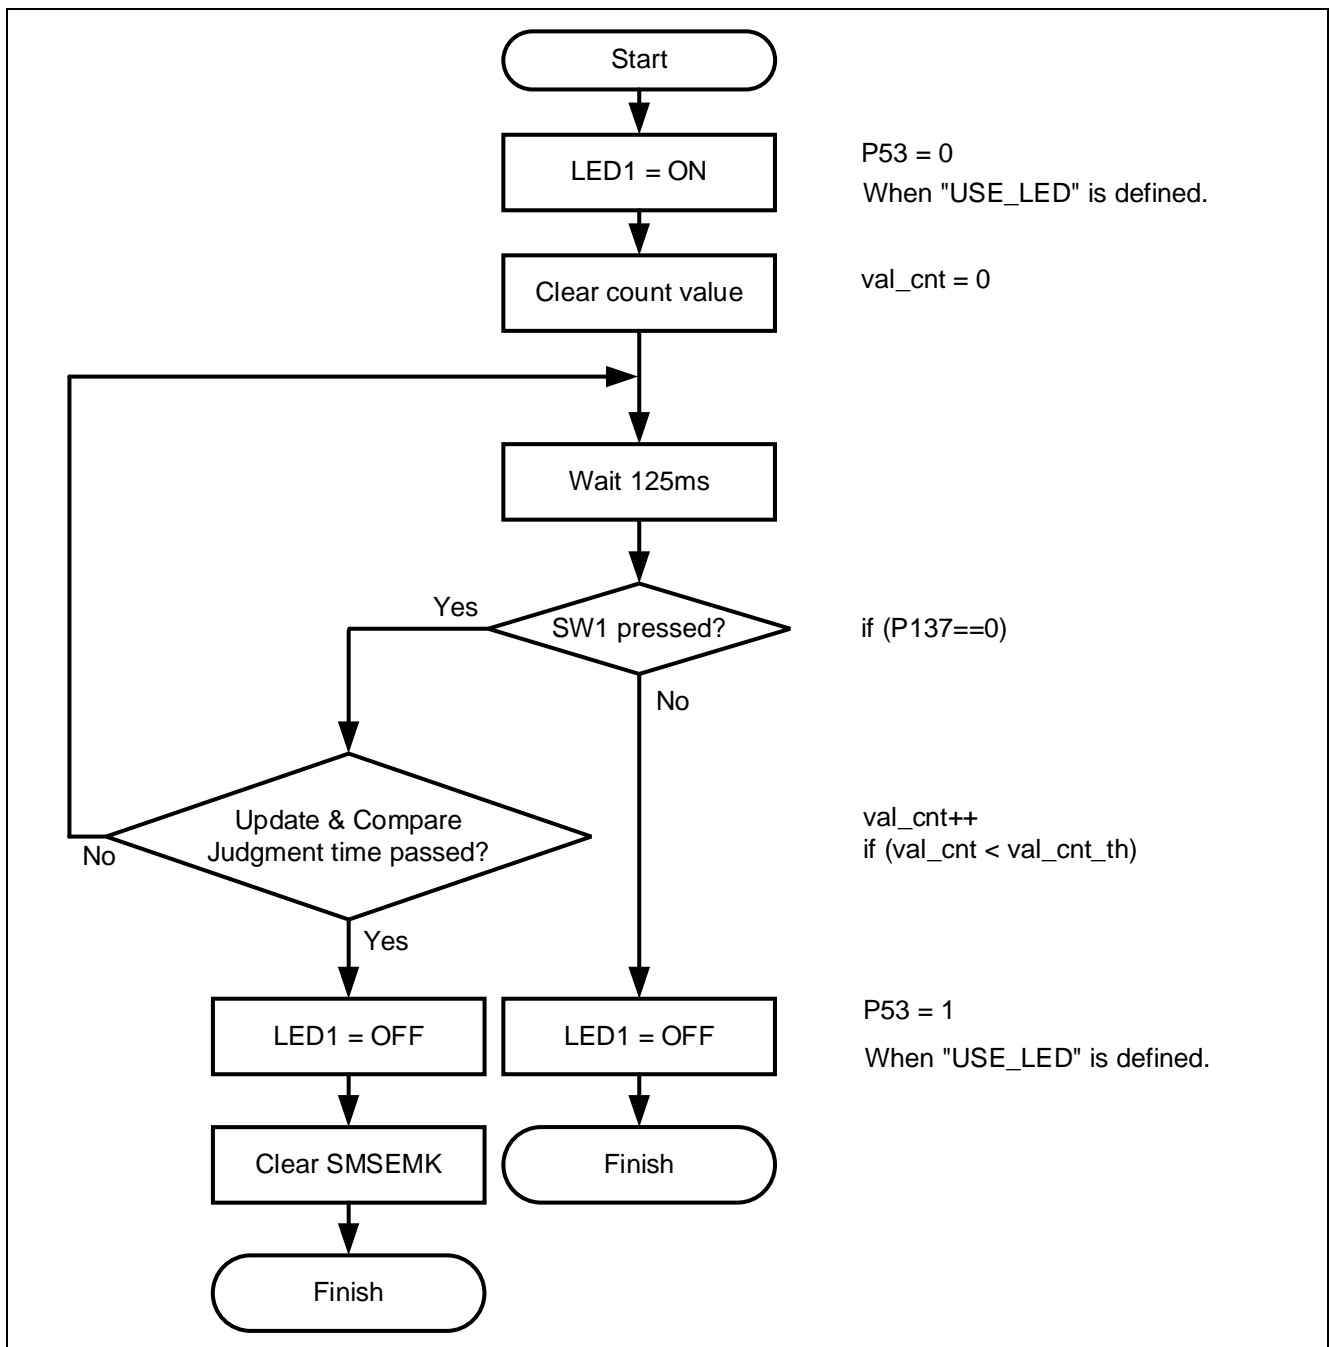 Start
LED1 = ON
P53 = 0
When "USE_LED" is defined.
Clear count value
val_cnt = 0
Wait 125ms
Yes
SW1 pressed?
if (P137==0)
No
Update & Compare
Judgment time passed?
val_cnt++
if (val_cnt < val_cnt_th)
No
Yes
LED1 = OFF
LED1 = OFF
P53 = 1
When "USE_LED" is defined.
Clear SMSEMK
Finish
Finish